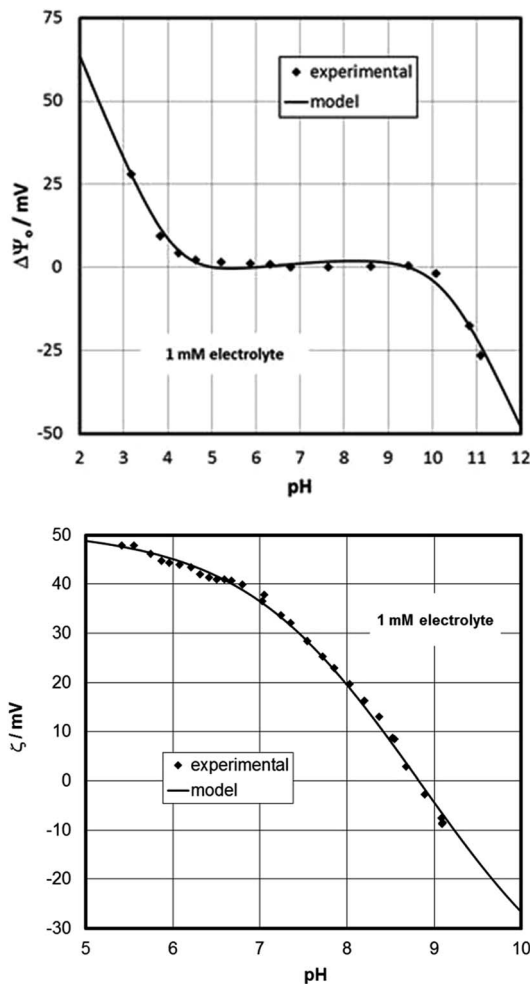 75
50
25
0
-25
-50
ΔΨo / mV
experimental
model
1 mM electrolyte
2 3 4 5 6 7 8 9 10 11 12
pH
50
40
30
20
10
0
-10
-20
-30
ζ / mV
1 mM electrolyte
experimental
model
5 6 7 8 9 10
pH